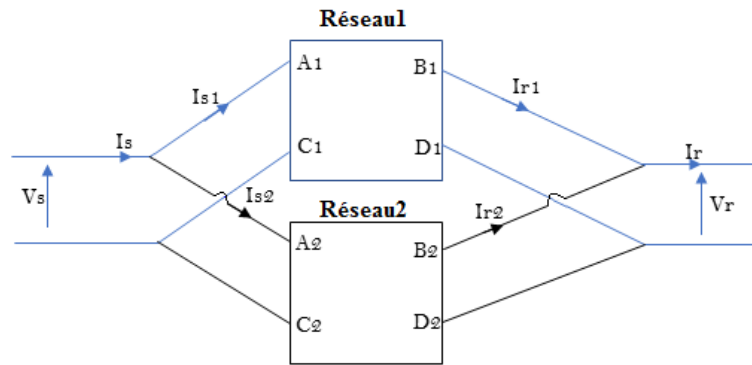 Réseau1
A1
B1
Is1
Ir1
Is
C1
D1
Ir
Vs
Is2
Réseau2
Ir2
Vr
A2
B2
C2
D2